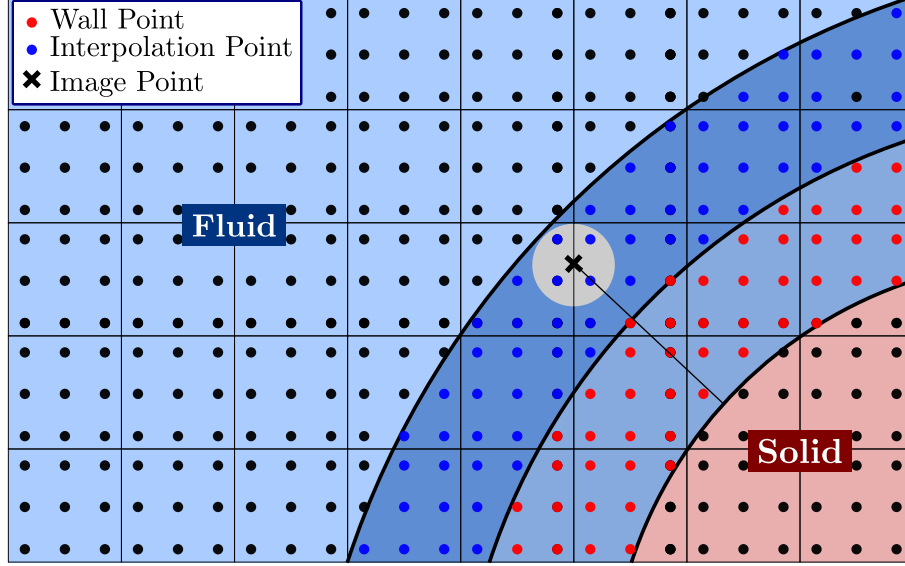 Wall Point
Interpolation Point
Image Point
Fluid
Solid